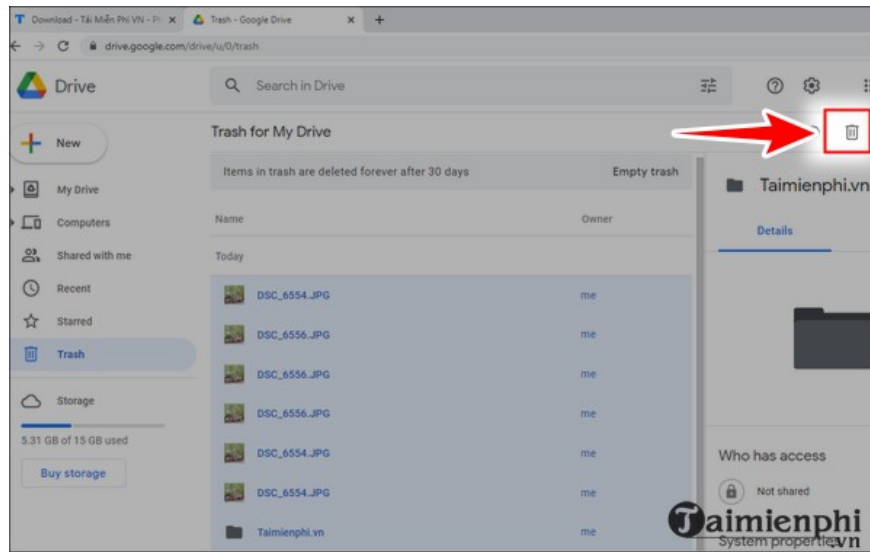 Download - Tải Miễn Phí VN - P
Trash - Google Drive
drive.google.com/drive/u/0/trash
Drive
Search in Drive
New
Trash for My Drive
Items in trash are deleted forever after 30 days
Empty trash
Taimienphi.vn
My Drive
Computers
Shared with me
Recent
Starred
Trash
Storage
5.31 GB of 15 GB used
Buy storage
Name
Owner
Details
Today
DSC_6554.JPG me
DSC_6556.JPG me
DSC_6556.JPG me
DSC_6556.JPG me
DSC_6554.JPG me
DSC_6554.JPG me
Taimienphi.vn me
Who has access
Not shared
System properties
Taimienphi
.vn